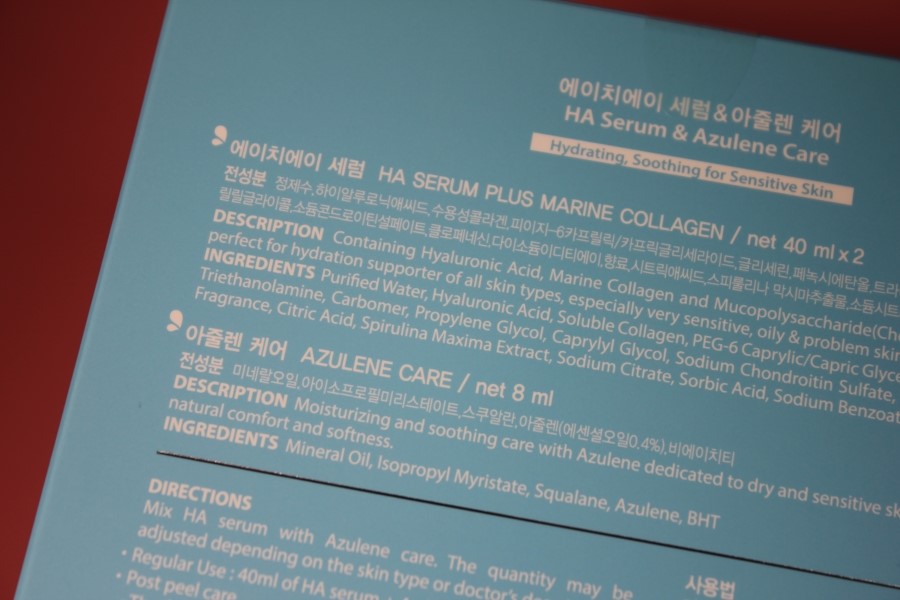 에이치에이 세럼&아줄렌 케어
HA Serum & Azulene Care
Hydrating, Soothing for Sensitive Skin
에이치에이 세럼 HA SERUM PLUS MARINE COLLAGEN / net 40 ml x 2
전성분 정제수,하이알루로닉애씨드,수용성콜라겐,피이지-6카프릴릭/카프릭글리세라이드,글리세린,페녹시에탄올,트라
릴릴글라이콜,소듐콘드로이틴설페이트,클로페네신,다이소듐이디티에이,향료,시트릭애씨드,스피룰리나 막시마추출물,소듐시트
DESCRIPTION Containing Hyaluronic Acid, Marine Collagen and Mucopolysaccharide(Cho
perfect for hydration supporter of all skin types, especially very sensitive, oily & problem skin
INGREDIENTS Purified Water, Hyaluronic Acid, Soluble Collagen, PEG-6 Caprylic/Capric Glyce
Triethanolamine, Carbomer, Propylene Glycol, Caprylyl Glycol, Sodium Chondroitin Sulfate,
Fragrance, Citric Acid, Spirulina Maxima Extract, Sodium Citrate, Sorbic Acid, Sodium Benzoat
아줄렌 케어 AZULENE CARE / net 8 ml
전성분 미네랄오일,아이소프로필미리스테이트,스쿠알란,아줄렌(에센셜오일0.4%),비에이치티
DESCRIPTION Moisturizing and soothing care with Azulene dedicated to dry and sensitive sk
natural comfort and softness.
INGREDIENTS Mineral Oil, Isopropyl Myristate, Squalane, Azulene, BHT
DIRECTIONS
Mix HA serum with Azulene care. The quantity may be
adjusted depending on the skin type or doctor's de
• Regular Use : 40ml of HA serum +
• Post peel care
사용법